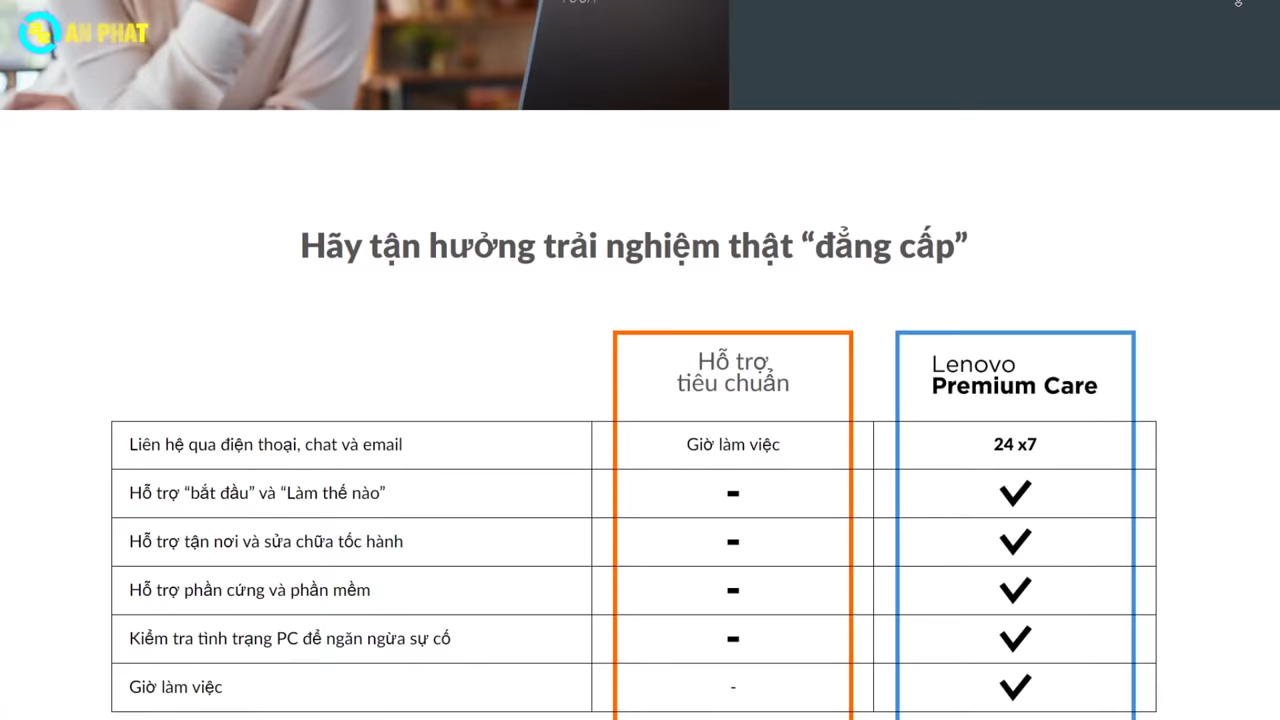 AN PHAT
Hãy tận hưởng trải nghiệm thật “đẳng cấp”
Hỗ trợ
tiêu chuẩn
Lenovo
Premium Care
Liên hệ qua điện thoại, chat và email
Giờ làm việc
24 x7
Hỗ trợ “bắt đầu” và “Làm thế nào”
-
Hỗ trợ tận nơi và sửa chữa tốc hành
-
Hỗ trợ phần cứng và phần mềm
-
Kiểm tra tình trạng PC để ngăn ngừa sự cố
-
Giờ làm việc
-